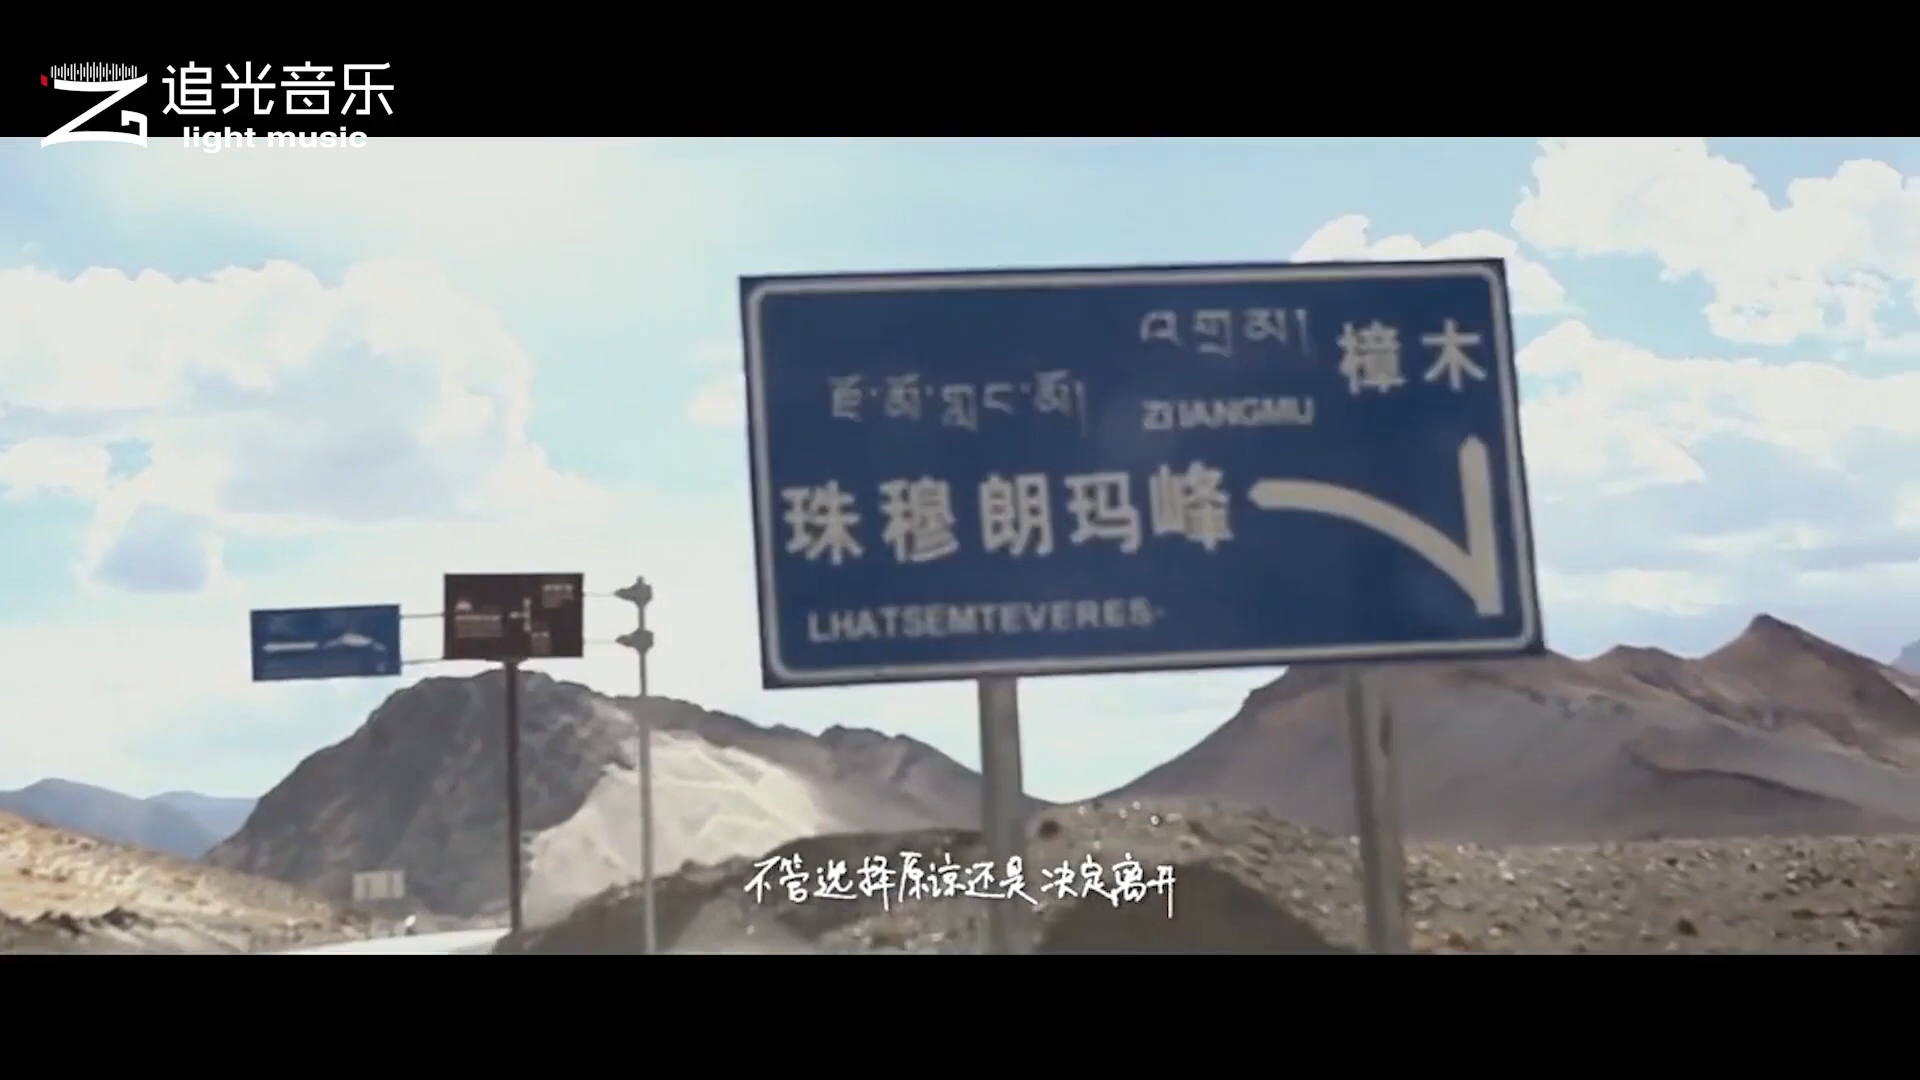 追光音乐
light music
འགྲམ།
樟木
ZHANGMU
ཇོ་མོ་གླང་མ།
珠穆朗玛峰
LHATSEMTEVERES-
不管选择原谅还是决定离开